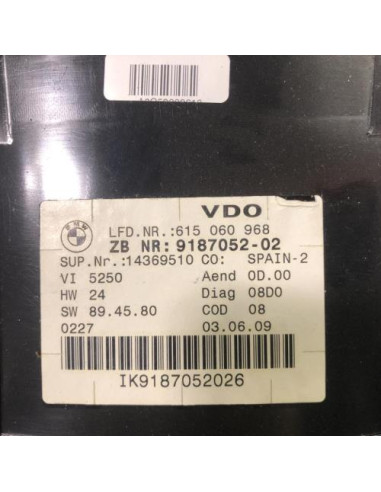 VDO
BMW
LFD.NR.:615 060 968
ZB NR: 9187052-02
SUP.Nr.:14369510 CO: SPAIN-2
VI 5250 Aend 0D.00
HW 24 Diag 08D0
SW 89.45.80 COD 08
0227 03.06.09
IK9187052026